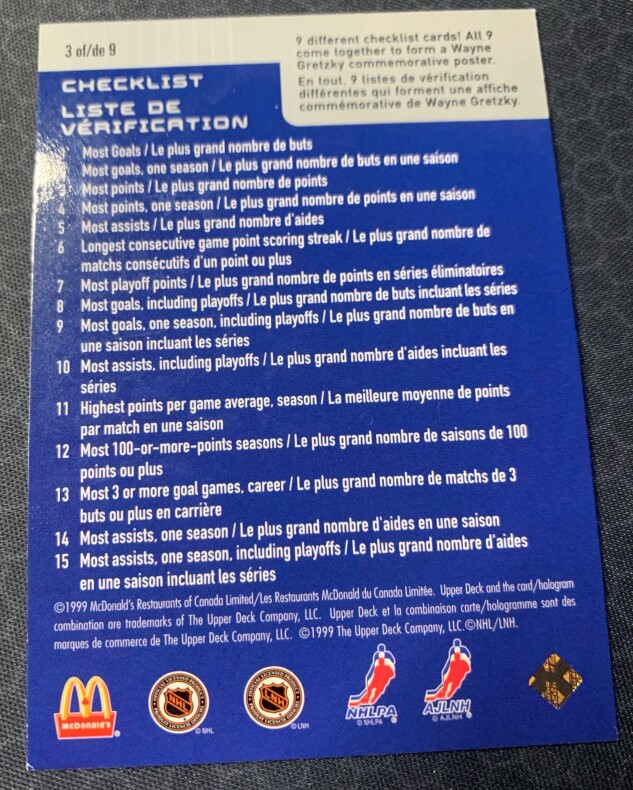 3 of/de 9
9 different checklist cards! All 9
come together to form a Wayne
Gretzky commemorative poster.
En tout, 9 listes de vérification
différentes qui forment une affiche
commémorative de Wayne Gretzky.
CHECKLIST
LISTE DE
VÉRIFICATION
Most Goals / Le plus grand nombre de buts
Most goals, one season / Le plus grand nombre de buts en une saison
3 Most points / Le plus grand nombre de points
4 Most points, one season / Le plus grand nombre de points en une saison
5 Most assists / Le plus grand nombre d'aides
6 Longest consecutive game point scoring streak / Le plus grand nombre de
matchs consécutifs d'un point ou plus
7 Most playoff points / Le plus grand nombre de points en séries éliminatoires
8 Most goals, including playoffs / Le plus grand nombre de buts incluant les séries
9 Most goals, one season, including playoffs / Le plus grand nombre de buts en
une saison incluant les séries
10 Most assists, including playoffs / Le plus grand nombre d'aides incluant les
séries
11 Highest points per game average, season / La meilleure moyenne de points
par match en une saison
12 Most 100-or-more-points seasons / Le plus grand nombre de saisons de 100
points ou plus
13 Most 3 or more goal games, career / Le plus grand nombre de matchs de 3
buts ou plus en carrière
14 Most assists, one season / Le plus grand nombre d'aides en une saison
15 Most assists, one season, including playoffs / Le plus grand nombre d'aides
en une saison incluant les séries
©1999 McDonald's Restaurants of Canada Limited/Les Restaurants McDonald du Canada Limitée. Upper Deck and the card/hologram
combination are trademarks of The Upper Deck Company, LLC. Upper Deck et la combinaison carte/hologramme sont des
marques de commerce de The Upper Deck Company, LLC. ©1999 The Upper Deck Company, LLC.©NHL/LNH.
McDonald's ®
NHL
© NHL
LNH
© LNH
NHLPA
© NHLPA
AJLNH
© AJLNH